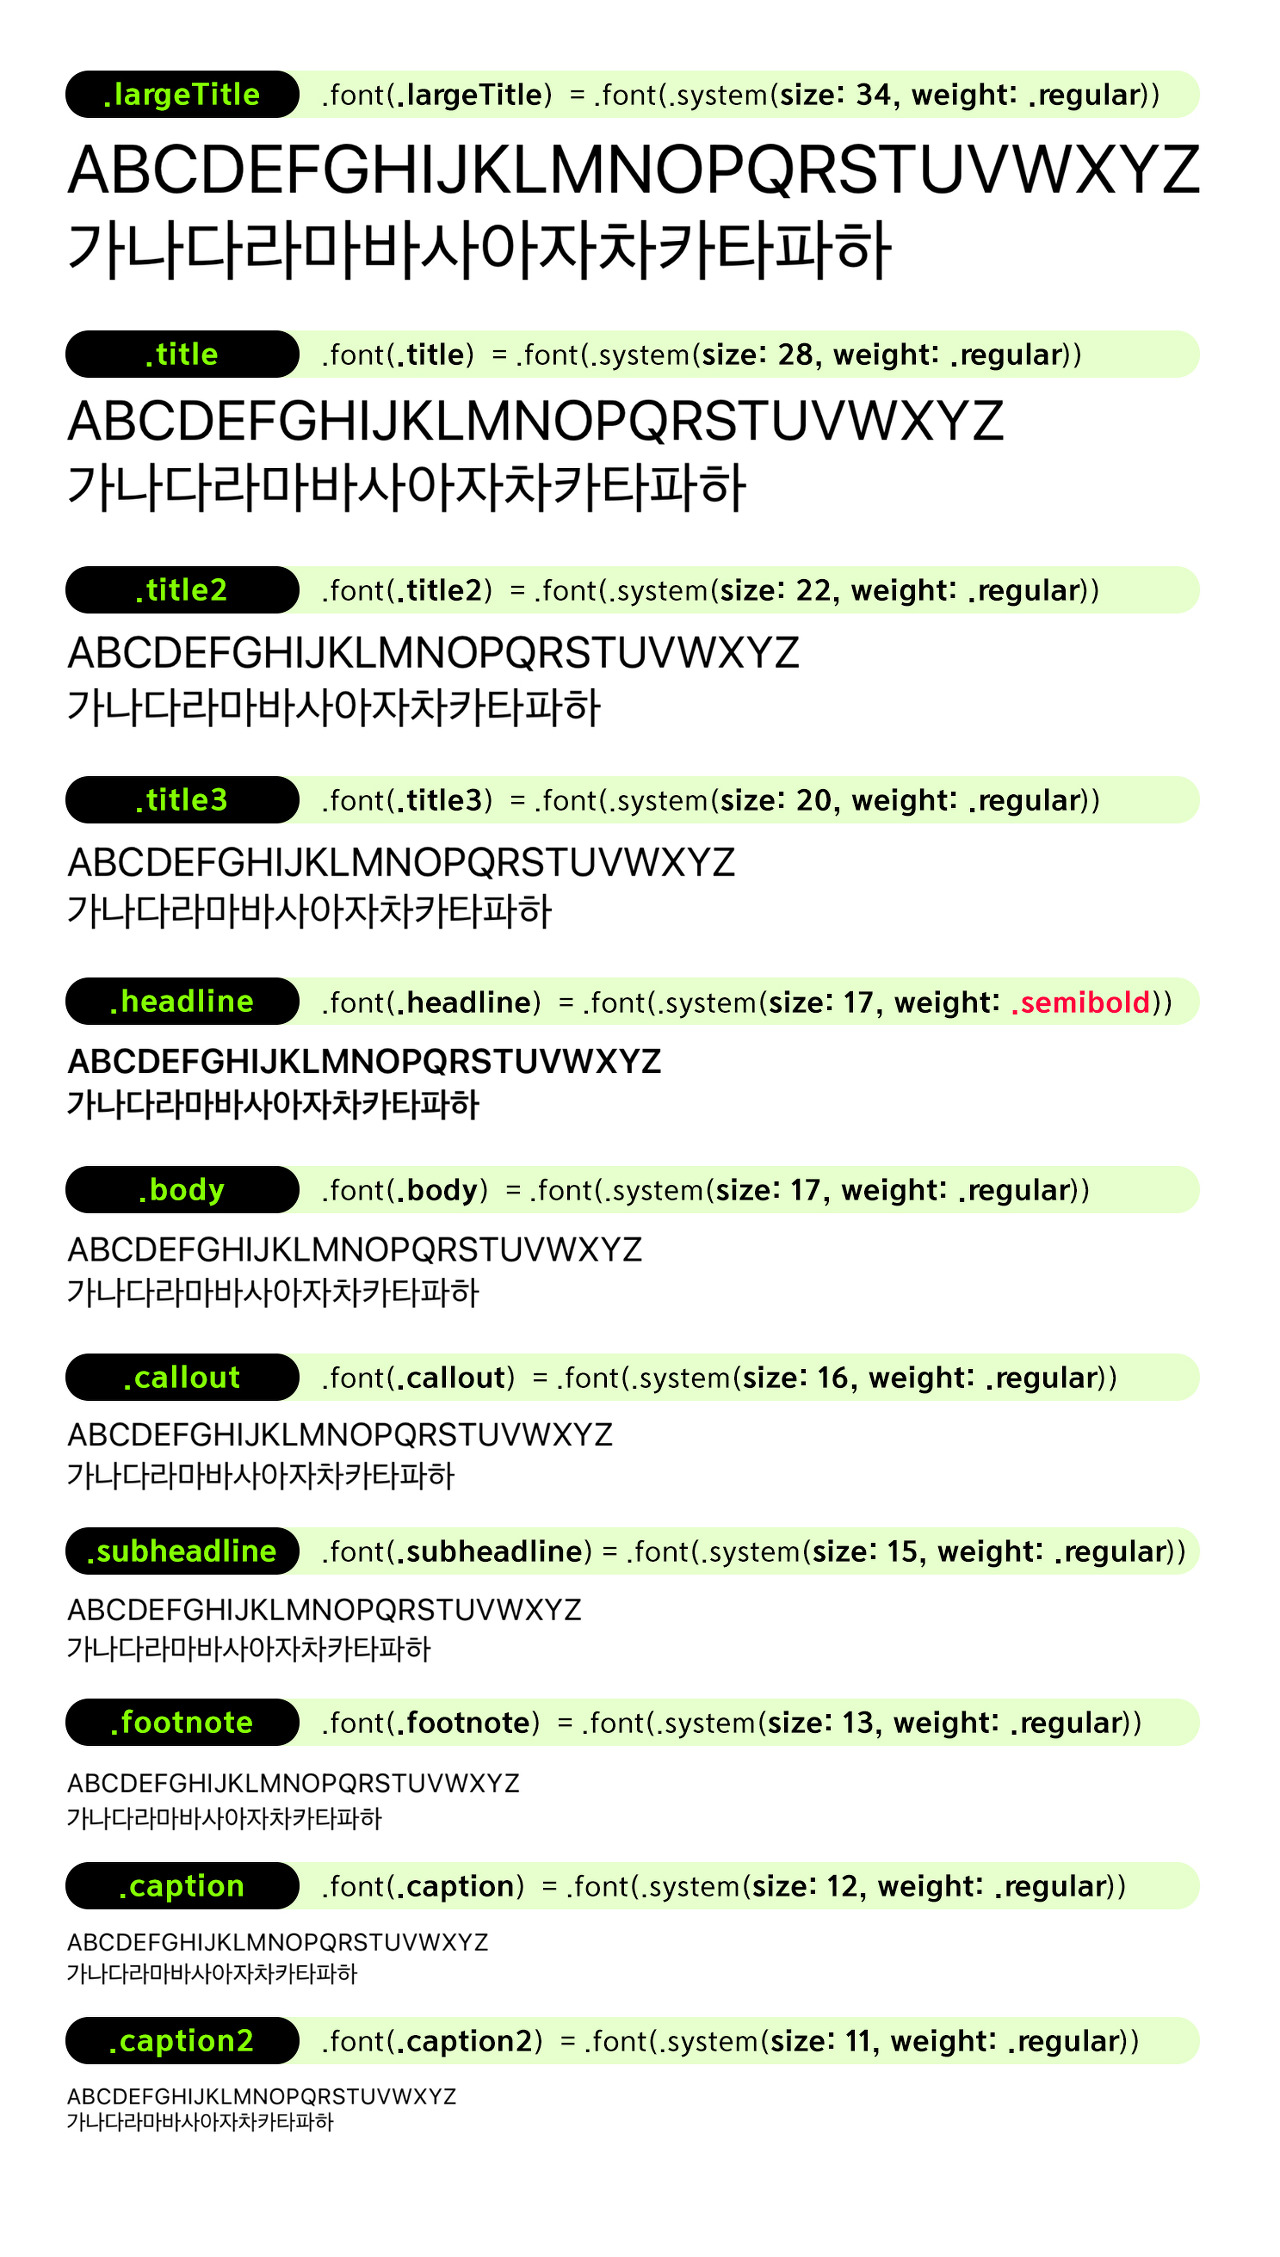 .largeTitle .font(.largeTitle) = .font(.system(size: 34, weight: .regular))
ABCDEFGHIJKLMNOPQRSTUVWXYZ
가나다라마바사아자차카타파하
.title .font(.title) = .font(.system(size: 28, weight: .regular))
ABCDEFGHIJKLMNOPQRSTUVWXYZ
가나다라마바사아자차카타파하
.title2 .font(.title2) = .font(.system(size: 22, weight: .regular))
ABCDEFGHIJKLMNOPQRSTUVWXYZ
가나다라마바사아자차카타파하
.title3 .font(.title3) = .font(.system(size: 20, weight: .regular))
ABCDEFGHIJKLMNOPQRSTUVWXYZ
가나다라마바사아자차카타파하
.headline .font(.headline) = .font(.system(size: 17, weight: .semibold))
ABCDEFGHIJKLMNOPQRSTUVWXYZ
가나다라마바사아자차카타파하
.body .font(.body) = .font(.system(size: 17, weight: .regular))
ABCDEFGHIJKLMNOPQRSTUVWXYZ
가나다라마바사아자차카타파하
.callout .font(.callout) = .font(.system(size: 16, weight: .regular))
ABCDEFGHIJKLMNOPQRSTUVWXYZ
가나다라마바사아자차카타파하
.subheadline .font(.subheadline) = .font(.system(size: 15, weight: .regular))
ABCDEFGHIJKLMNOPQRSTUVWXYZ
가나다라마바사아자차카타파하
.footnote .font(.footnote) = .font(.system(size: 13, weight: .regular))
ABCDEFGHIJKLMNOPQRSTUVWXYZ
가나다라마바사아자차카타파하
.caption .font(.caption) = .font(.system(size: 12, weight: .regular))
ABCDEFGHIJKLMNOPQRSTUVWXYZ
가나다라마바사아자차카타파하
.caption2 .font(.caption2) = .font(.system(size: 11, weight: .regular))
ABCDEFGHIJKLMNOPQRSTUVWXYZ
가나다라마바사아자차카타파하